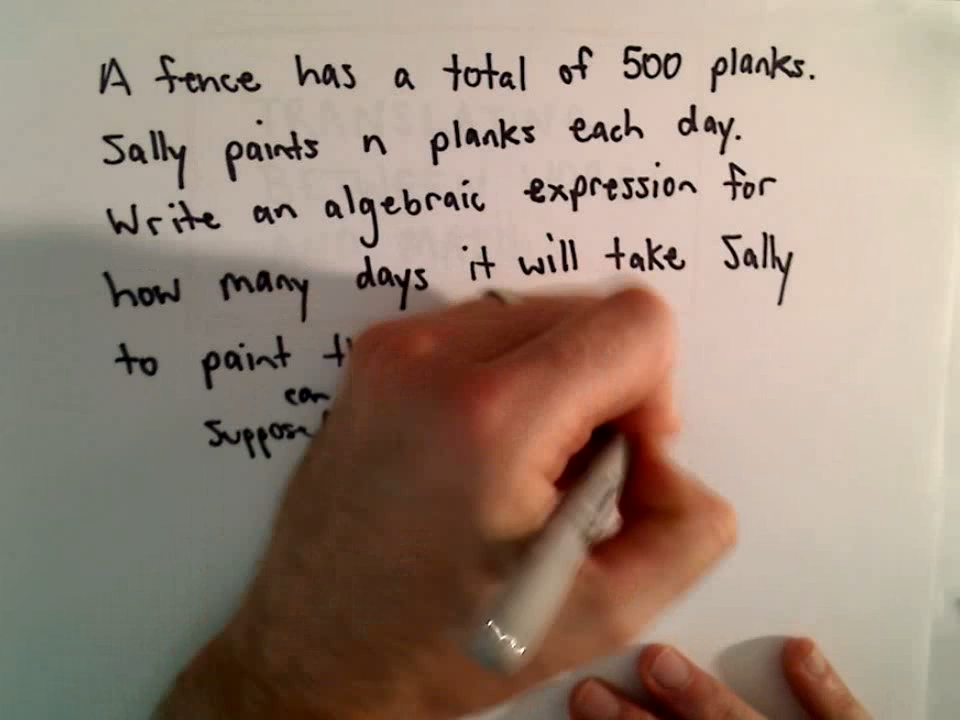 A fence has a total of 500 planks.
Sally paints n planks each day.
Write an algebraic expression for
how many days it will take Sally
to paint
can
Suppose